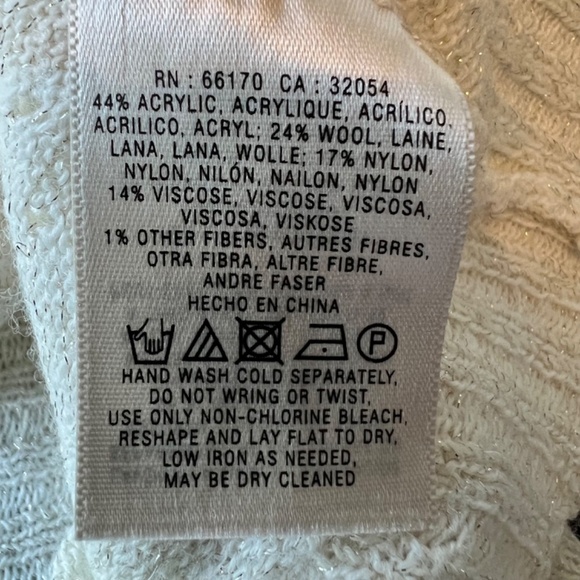 RN : 66170 CA : 32054
44% ACRYLIC, ACRYLIQUE, ACRÍLICO,
ACRILICO, ACRYL; 24% WOOL, LAINE,
LANA, LANA, WOLLE; 17% NYLON,
NYLON, NILÓN, NAILON, NYLON
14% VISCOSE, VISCOSE, VISCOSA,
VISCOSA, VISKOSE
1% OTHER FIBERS, AUTRES FIBRES,
OTRA FIBRA, ALTRE FIBRE,
ANDRE FASER
HECHO EN CHINA
P
HAND WASH COLD SEPARATELY,
DO NOT WRING OR TWIST,
USE ONLY NON-CHLORINE BLEACH,
RESHAPE AND LAY FLAT TO DRY,
LOW IRON AS NEEDED,
MAY BE DRY CLEANED